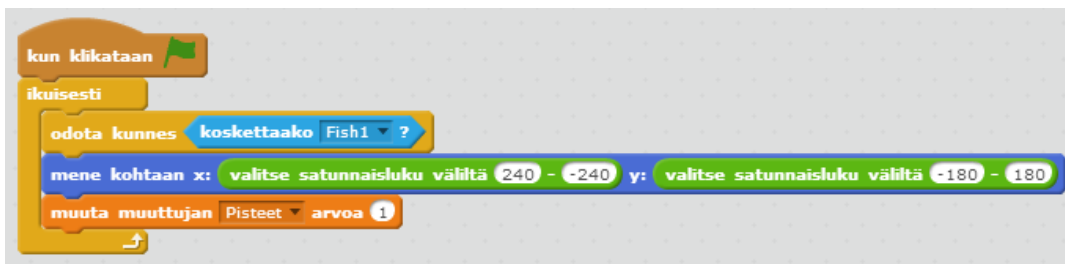 kun klikataan
ikuisesti
odota kunnes koskettaako Fish1 ?
mene kohtaan x: valitse satunnaisluku väliltä 240 - -240 y: valitse satunnaisluku väliltä -180 - 180
muuta muuttujan Pisteet arvoa 1